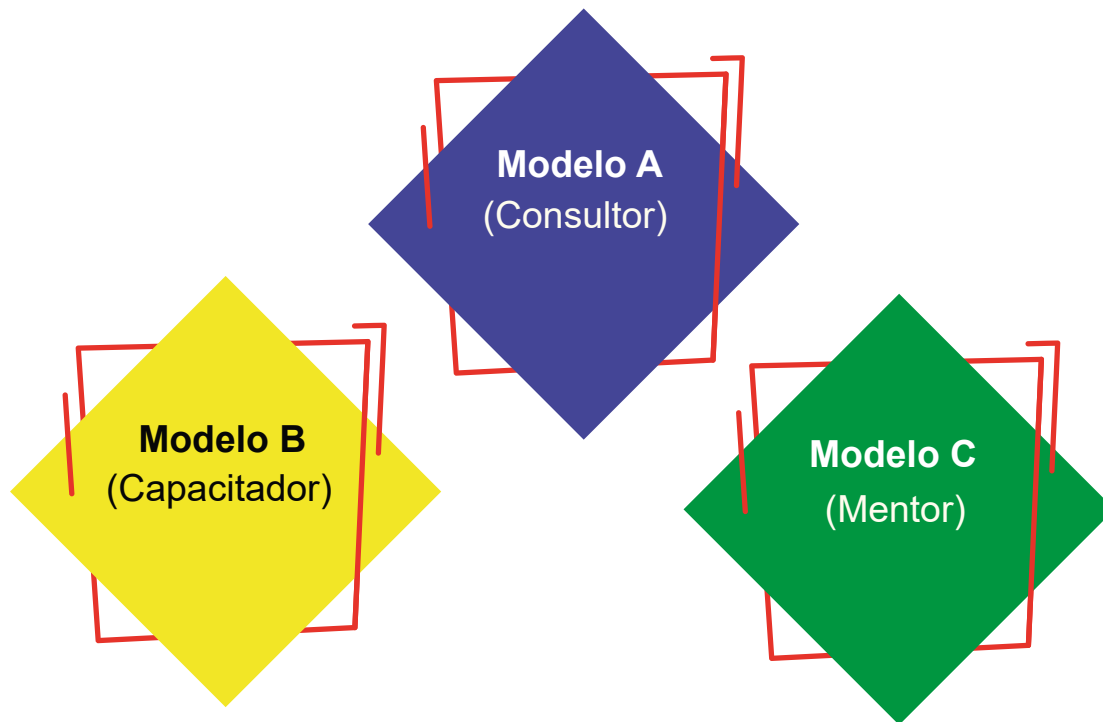 Modelo A
(Consultor)
Modelo B
(Capacitador)
Modelo C
(Mentor)